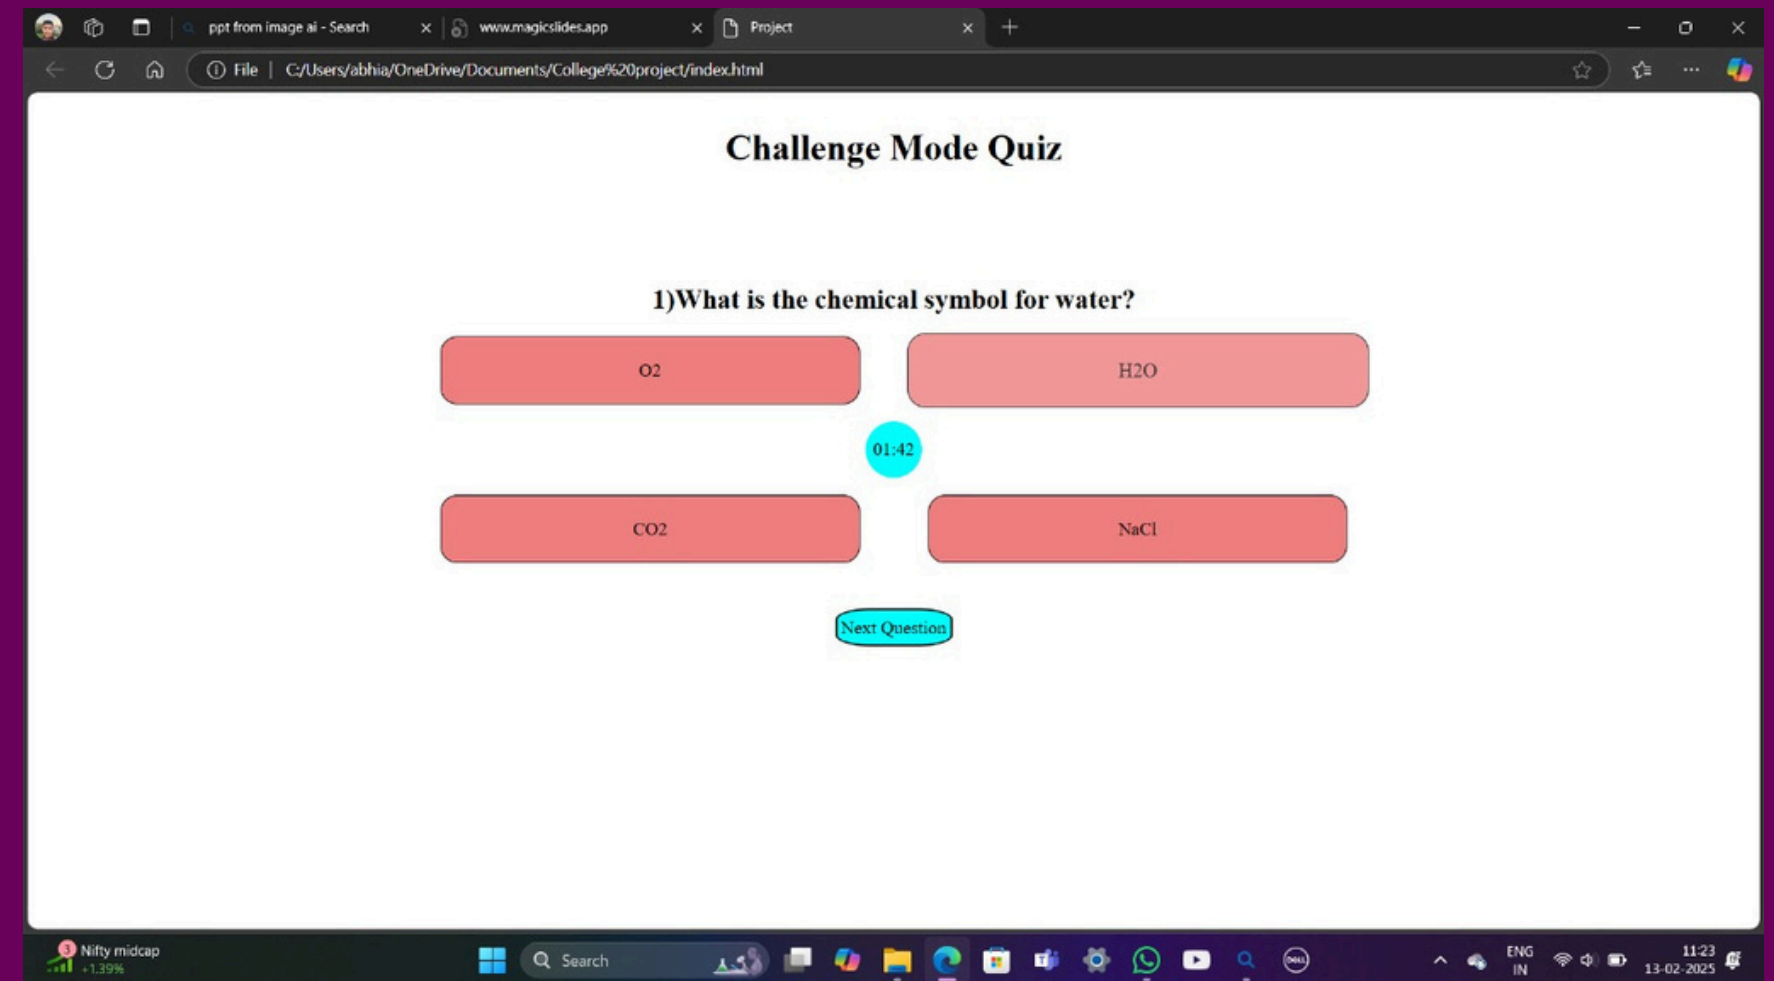 ppt from image ai - Search
www.magicslides.app
Project
File
C:/Users/abhia/OneDrive/Documents/College%20project/index.html
Challenge Mode Quiz
1)What is the chemical symbol for water?
O2
H2O
01:42
CO2
NaCl
Next Question
3
Nifty midcap
+1.39%
Search
DELL
ENG
IN
11:23
13-02-2025